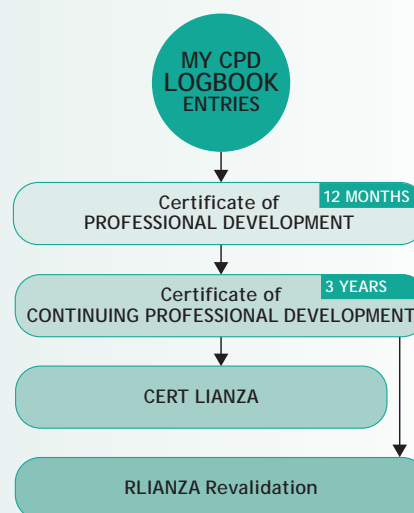 MY CPD
LOGBOOK
ENTRIES
12 MONTHS
Certificate of
PROFESSIONAL DEVELOPMENT
3 YEARS
Certificate of
CONTINUING PROFESSIONAL DEVELOPMENT
CERT LIANZA
RLIANZA Revalidation